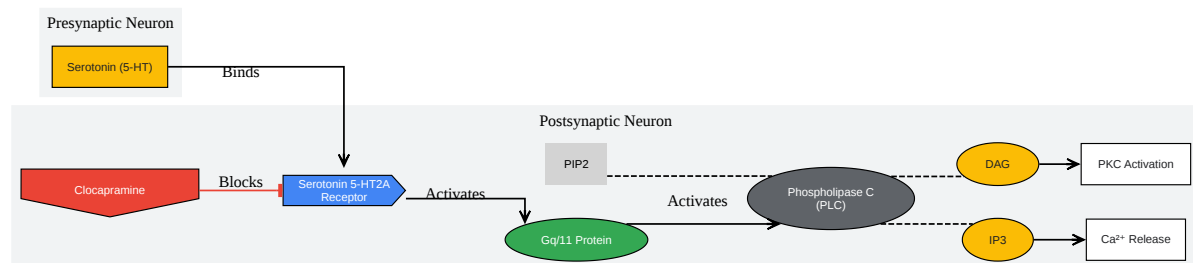 Presynaptic Neuron
Serotonin (5-HT)
Binds
Postsynaptic Neuron
PIP2
DAG
PKC Activation
Clocapramine
Blocks
Serotonin 5-HT2A
Receptor
Activates
Phospholipase C
(PLC)
Activates
Gq/11 Protein
IP3
Ca²⁺ Release